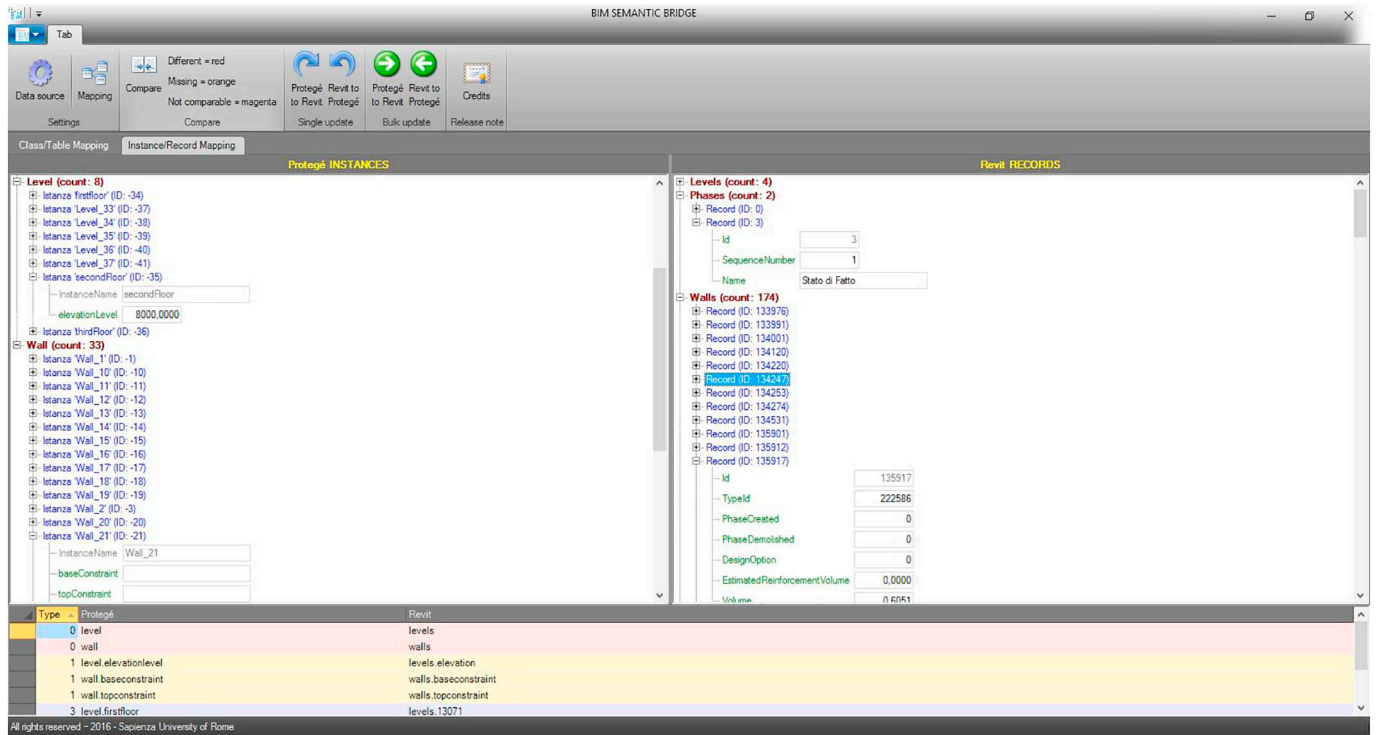 BIM SEMANTIC BRIDGE
BIM
Tab
Data source
Mapping
Settings
Compare
Different = red
Missing = orange
Not comparable = magenta
Compare
Protegé to Revit
Revit to Protegé
Single update
Protegé to Revit
Revit to Protegé
Bulk update
Credits
Release note
Class/Table Mapping
Instance/Record Mapping
Protegé INSTANCES
Level (count: 8)
Istanza 'firstfloor' (ID: -34)
Istanza 'Level_33' (ID: -37)
Istanza 'Level_34' (ID: -38)
Istanza 'Level_35' (ID: -39)
Istanza 'Level_36' (ID: -40)
Istanza 'Level_37' (ID: -41)
Istanza 'secondFloor' (ID: -35)
InstanceName secondFloor
elevationLevel 8000,0000
Istanza 'thirdFloor' (ID: -36)
Wall (count: 33)
Istanza 'Wall_1' (ID: -1)
Istanza 'Wall_10' (ID: -10)
Istanza 'Wall_11' (ID: -11)
Istanza 'Wall_12' (ID: -12)
Istanza 'Wall_13' (ID: -13)
Istanza 'Wall_14' (ID: -14)
Istanza 'Wall_15' (ID: -15)
Istanza 'Wall_16' (ID: -16)
Istanza 'Wall_17' (ID: -17)
Istanza 'Wall_18' (ID: -18)
Istanza 'Wall_19' (ID: -19)
Istanza 'Wall_2' (ID: -3)
Istanza 'Wall_20' (ID: -20)
Istanza 'Wall_21' (ID: -21)
InstanceName Wall_21
baseConstraint
topConstraint
Revit RECORDS
Levels (count: 4)
Phases (count: 2)
Record (ID: 0)
Record (ID: 3)
Id 3
SequenceNumber 1
Name Stato di Fatto
Walls (count: 174)
Record (ID: 133976)
Record (ID: 133991)
Record (ID: 134001)
Record (ID: 134120)
Record (ID: 134220)
Record (ID: 134247)
Record (ID: 134253)
Record (ID: 134274)
Record (ID: 134531)
Record (ID: 135901)
Record (ID: 135912)
Record (ID: 135917)
Id 135917
TypeId 222586
PhaseCreated 0
PhaseDemolished 0
DesignOption 0
EstimatedReinforcementVolume 0,0000
Volume 0,6051
Type Protegé Revit
0 level levels
0 wall walls
1 level.elevationlevel levels.elevation
1 wall.baseconstraint walls.baseconstraint
1 wall.topconstraint walls.topconstraint
3 level.firstfloor levels.13071
All rights reserved - 2016 - Sapienza University of Rome